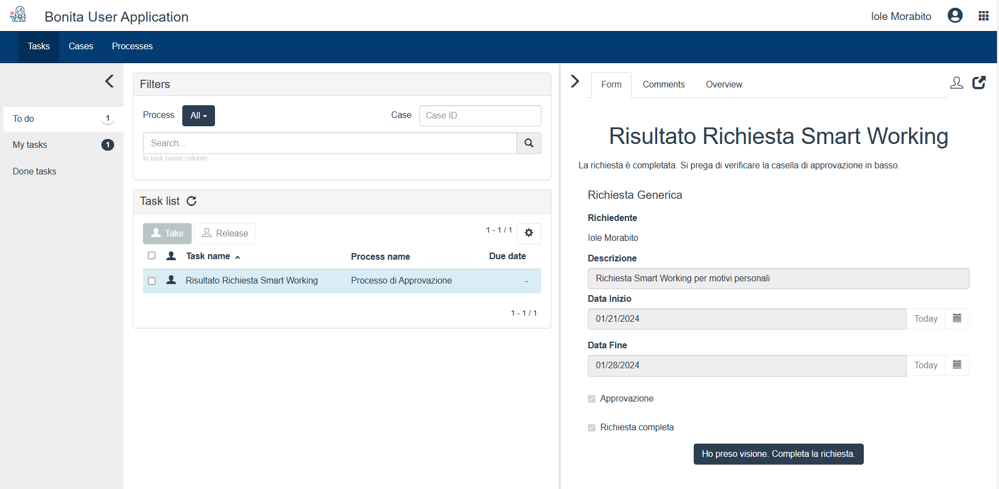 Bonita User Application
Iole Morabito
Tasks Cases Processes
To do 1
My tasks 1
Done tasks
Filters
Process All Case Case ID
Search...
In task name column
Task list
Take Release 1 - 1 / 1
Task name Process name Due date
Risultato Richiesta Smart Working Processo di Approvazione -
1 - 1 / 1
Form Comments Overview
Risultato Richiesta Smart Working
La richiesta è completata. Si prega di verificare la casella di approvazione in basso.
Richiesta Generica
Richiedente
Iole Morabito
Descrizione
Richiesta Smart Working per motivi personali
Data Inizio
01/21/2024 Today
Data Fine
01/28/2024 Today
Approvazione
Richiesta completa
Ho preso visione. Completa la richiesta.